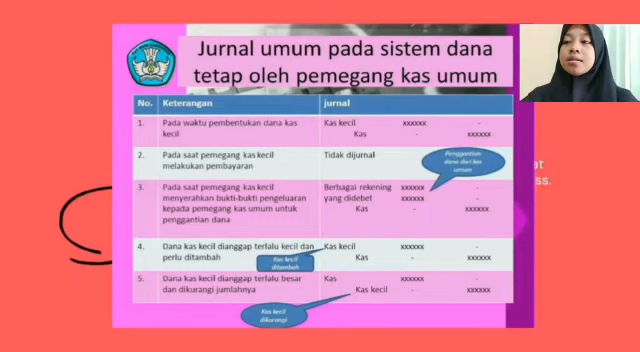 Jurnal umum pada sistem dana
tetap oleh pemegang kas umum
No. Keterangan jurnal
1. Pada waktu pembentukan dana kas Kas kecil xxxxxx -
kecil Kas - xxxxxx
2. Pada saat pemegang kas kecil Tidak dijurnal
melakukan pembayaran
Penggantian
dana dari kas
umum
at
ss.
3. Pada saat pemegang kas kecil Berbagai rekening xxxxxx -
menyerahkan bukti-bukti pengeluaran yang didebet xxxxxx -
kepada pemegang kas umum untuk Kas - xxxxxx
penggantian dana
4. Dana kas kecil dianggap terlalu kecil dan Kas kecil xxxxxx -
perlu ditambah Kas - xxxxxx
Kas kecil
ditambah
5. Dana kas kecil dianggap terlalu besar Kas xxxxxx -
dan dikurangi jumlahnya Kas kecil - xxxxxx
Kas kecil
dikurangi